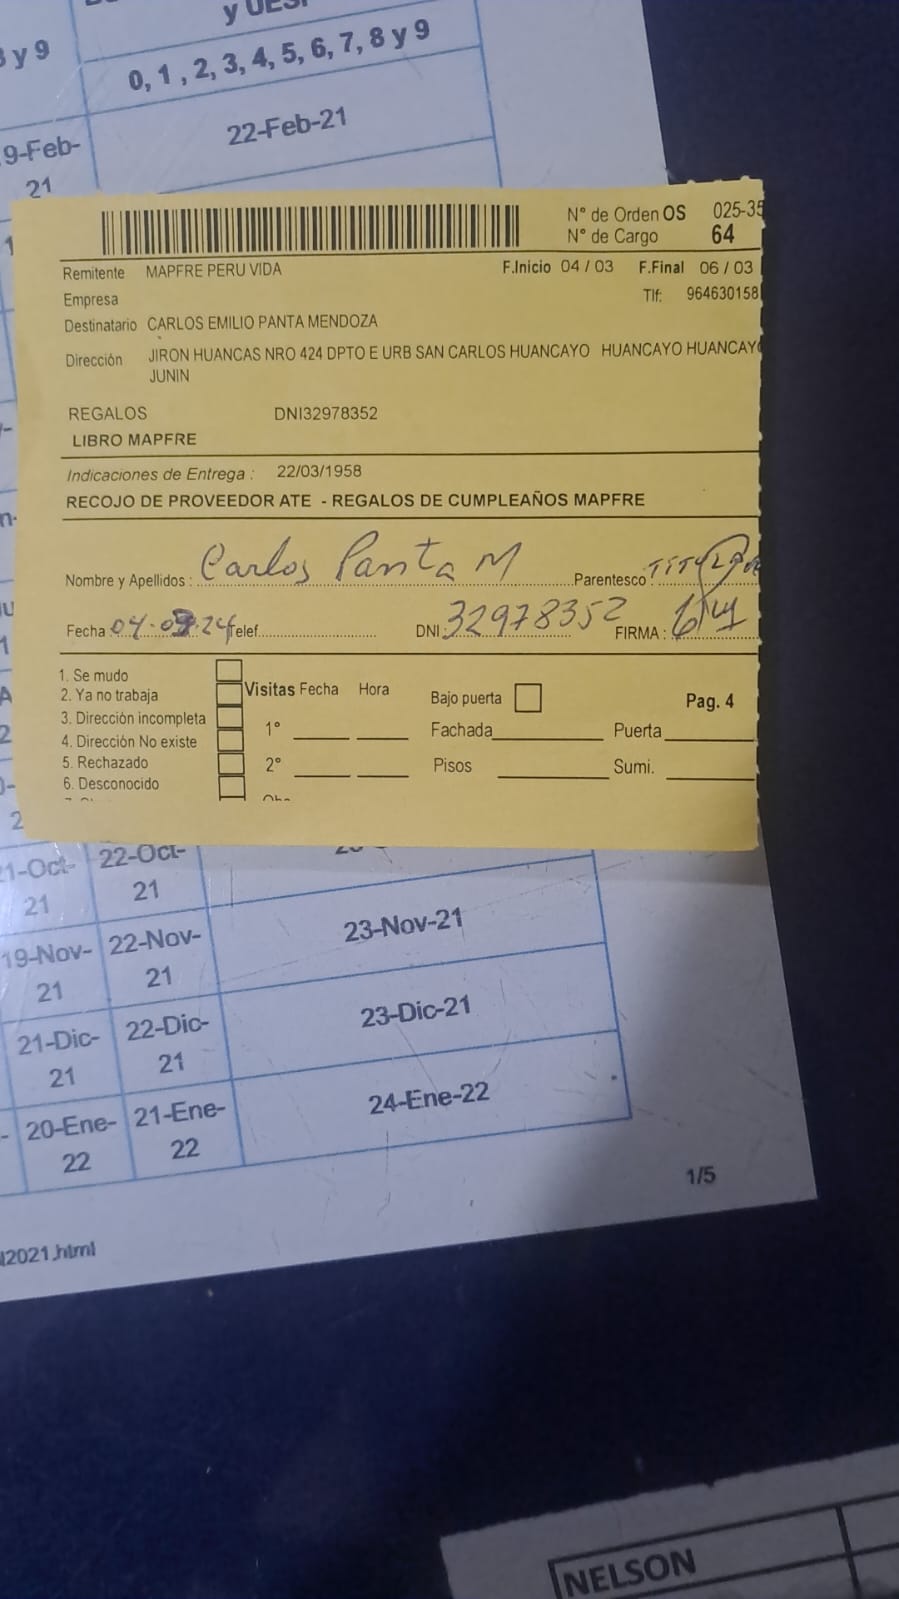 y UESP
8 y 9
0, 1 , 2, 3, 4, 5, 6, 7, 8 y 9
9-Feb-
21
22-Feb-21
N° de Orden OS 025-35
N° de Cargo 64
Remitente MAPFRE PERU VIDA F.Inicio 04 / 03 F.Final 06 / 03
Empresa Tlf: 964630158
Destinatario CARLOS EMILIO PANTA MENDOZA
Dirección JIRON HUANCAS NRO 424 DPTO E URB SAN CARLOS HUANCAYO HUANCAYO HUANCAYO
JUNIN
REGALOS DNI32978352
LIBRO MAPFRE
Indicaciones de Entrega : 22/03/1958
RECOJO DE PROVEEDOR ATE - REGALOS DE CUMPLEAÑOS MAPFRE
Nombre y Apellidos : Carlos Panta M Parentesco TITULAR
Fecha 04-03-24 Telef. DNI: 32978352 FIRMA :
1. Se mudo
2. Ya no trabaja
3. Dirección incompleta
4. Dirección No existe
5. Rechazado
6. Desconocido
Visitas Fecha Hora
1°
2°
Bajo puerta
Fachada Puerta
Pisos Sumi.
Pag. 4
21-Oct-
21
22-Oct-
21
19-Nov-
21
22-Nov-
21
23-Nov-21
21-Dic-
21
22-Dic-
21
23-Dic-21
20-Ene-
22
21-Ene-
22
24-Ene-22
1/5
2021.html
NELSON